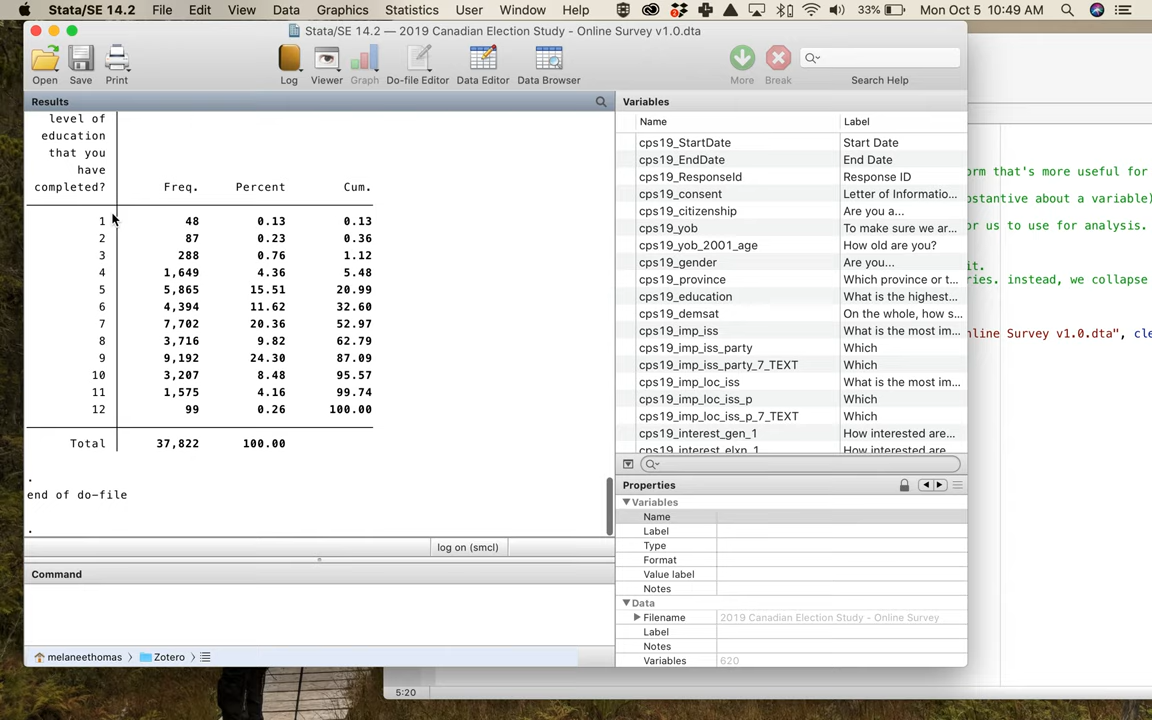 Stata/SE 14.2 File Edit View Data Graphics Statistics User Window Help 33% Mon Oct 5 10:49 AM
Stata/SE 14.2 — 2019 Canadian Election Study - Online Survey v1.0.dta
Open Save Print Log Viewer Graph Do-file Editor Data Editor Data Browser More Break Search Help
Results
level of
education
that you
have
completed? Freq. Percent Cum.
1 48 0.13 0.13
2 87 0.23 0.36
3 288 0.76 1.12
4 1,649 4.36 5.48
5 5,865 15.51 20.99
6 4,394 11.62 32.60
7 7,702 20.36 52.97
8 3,716 9.82 62.79
9 9,192 24.30 87.09
10 3,207 8.48 95.57
11 1,575 4.16 99.74
12 99 0.26 100.00
Total 37,822 100.00
.
end of do-file
.
log on (smcl)
Command
melaneethomas Zotero
Variables
Name Label
cps19_StartDate Start Date
cps19_EndDate End Date
cps19_ResponseId Response ID
cps19_consent Letter of Informatio...
cps19_citizenship Are you a...
cps19_yob To make sure we ar...
cps19_yob_2001_age How old are you?
cps19_gender Are you...
cps19_province Which province or t...
cps19_education What is the highest...
cps19_demsat On the whole, how s...
cps19_imp_iss What is the most im...
cps19_imp_iss_party Which
cps19_imp_iss_party_7_TEXT Which
cps19_imp_loc_iss What is the most im...
cps19_imp_loc_iss_p Which
cps19_imp_loc_iss_p_7_TEXT Which
cps19_interest_gen_1 How interested are...
cps19_interest_elxn_1 How interested are
Properties
Variables
Name
Label
Type
Format
Value label
Notes
Data
Filename 2019 Canadian Election Study - Online Survey
Label
Notes
Variables 620
orm that's more useful for
bstantive about a variable)
or us to use for analysis.
it.
ries. instead, we collapse
nline Survey v1.0.dta", cle
5:20